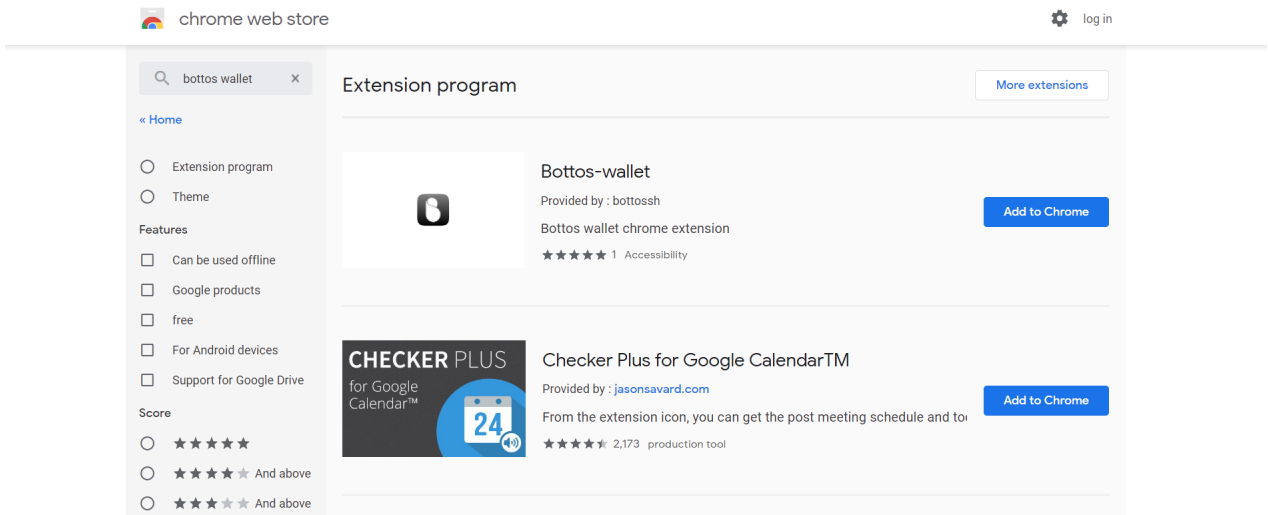 chrome web store
log in
bottos wallet
« Home
Extension program
Theme
Features
Can be used offline
Google products
free
For Android devices
Support for Google Drive
Score
And above
And above
Extension program
More extensions
Bottos-wallet
Provided by : bottossh
Bottos wallet chrome extension
1 Accessibility
Add to Chrome
CHECKER PLUS
for Google
Calendar™
24
Checker Plus for Google CalendarTM
Provided by : jasonsavard.com
From the extension icon, you can get the post meeting schedule and
2,173 production tool
Add to Chrome